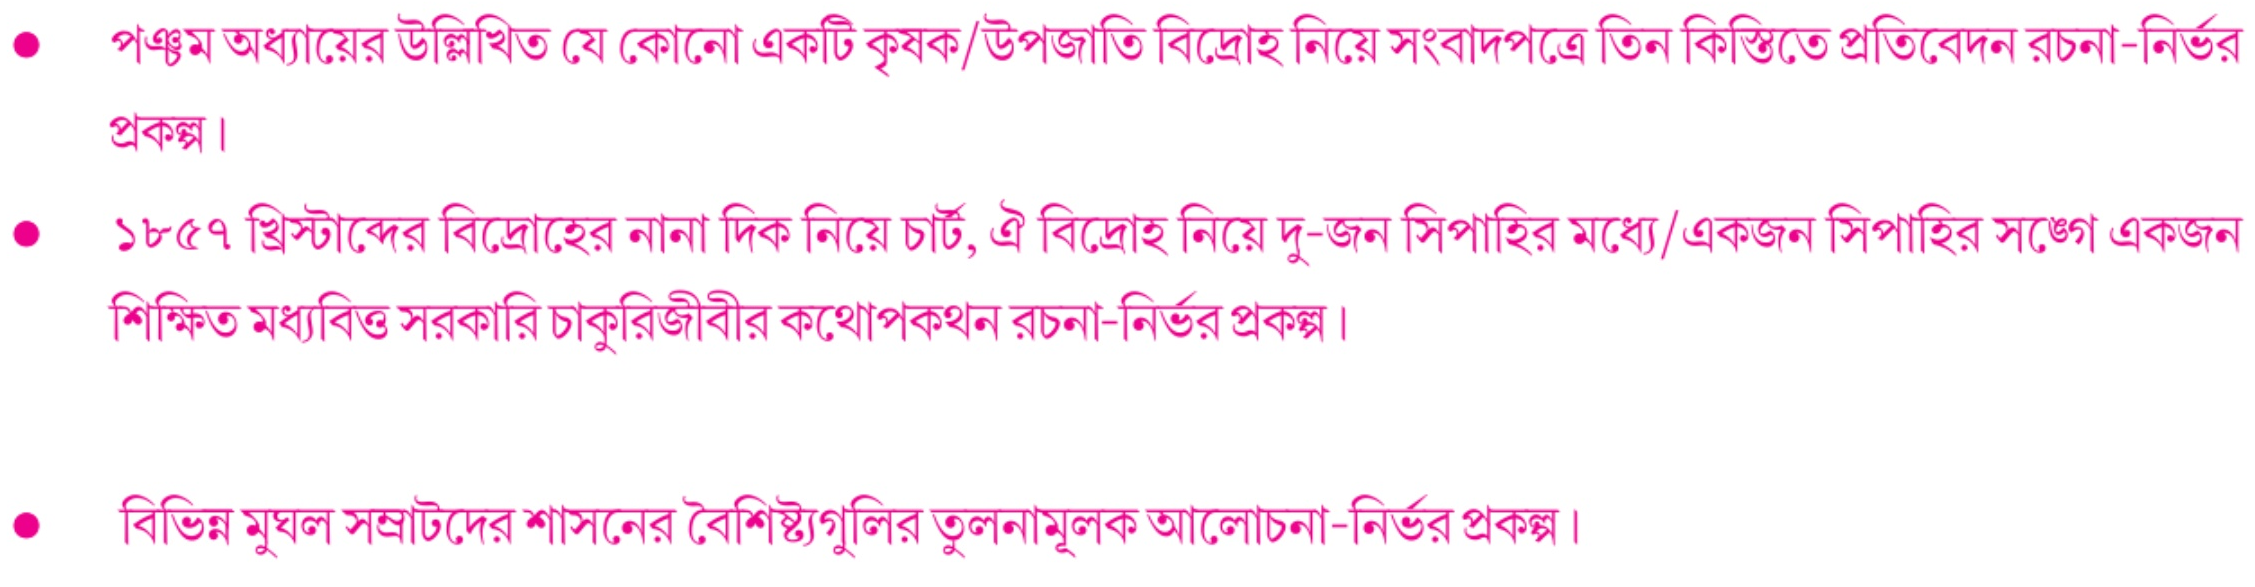 ● পঞ্চম অধ্যায়ের উল্লিখিত যে কোনো একটি কৃষক/উপজাতি বিদ্রোহ নিয়ে সংবাদপত্রে তিন কিস্তিতে প্রতিবেদন রচনা-নির্ভর
প্রকল্প।
● ১৮৫৭ খ্রিস্টাব্দের বিদ্রোহের নানা দিক নিয়ে চার্ট, ঐ বিদ্রোহ নিয়ে দু-জন সিপাহির মধ্যে/একজন সিপাহির সঙ্গে একজন
শিক্ষিত মধ্যবিত্ত সরকারি চাকুরিজীবীর কথোপকথন রচনা-নির্ভর প্রকল্প।
● বিভিন্ন মুঘল সম্রাটদের শাসনের বৈশিষ্ট্যগুলির তুলনামূলক আলোচনা-নির্ভর প্রকল্প।